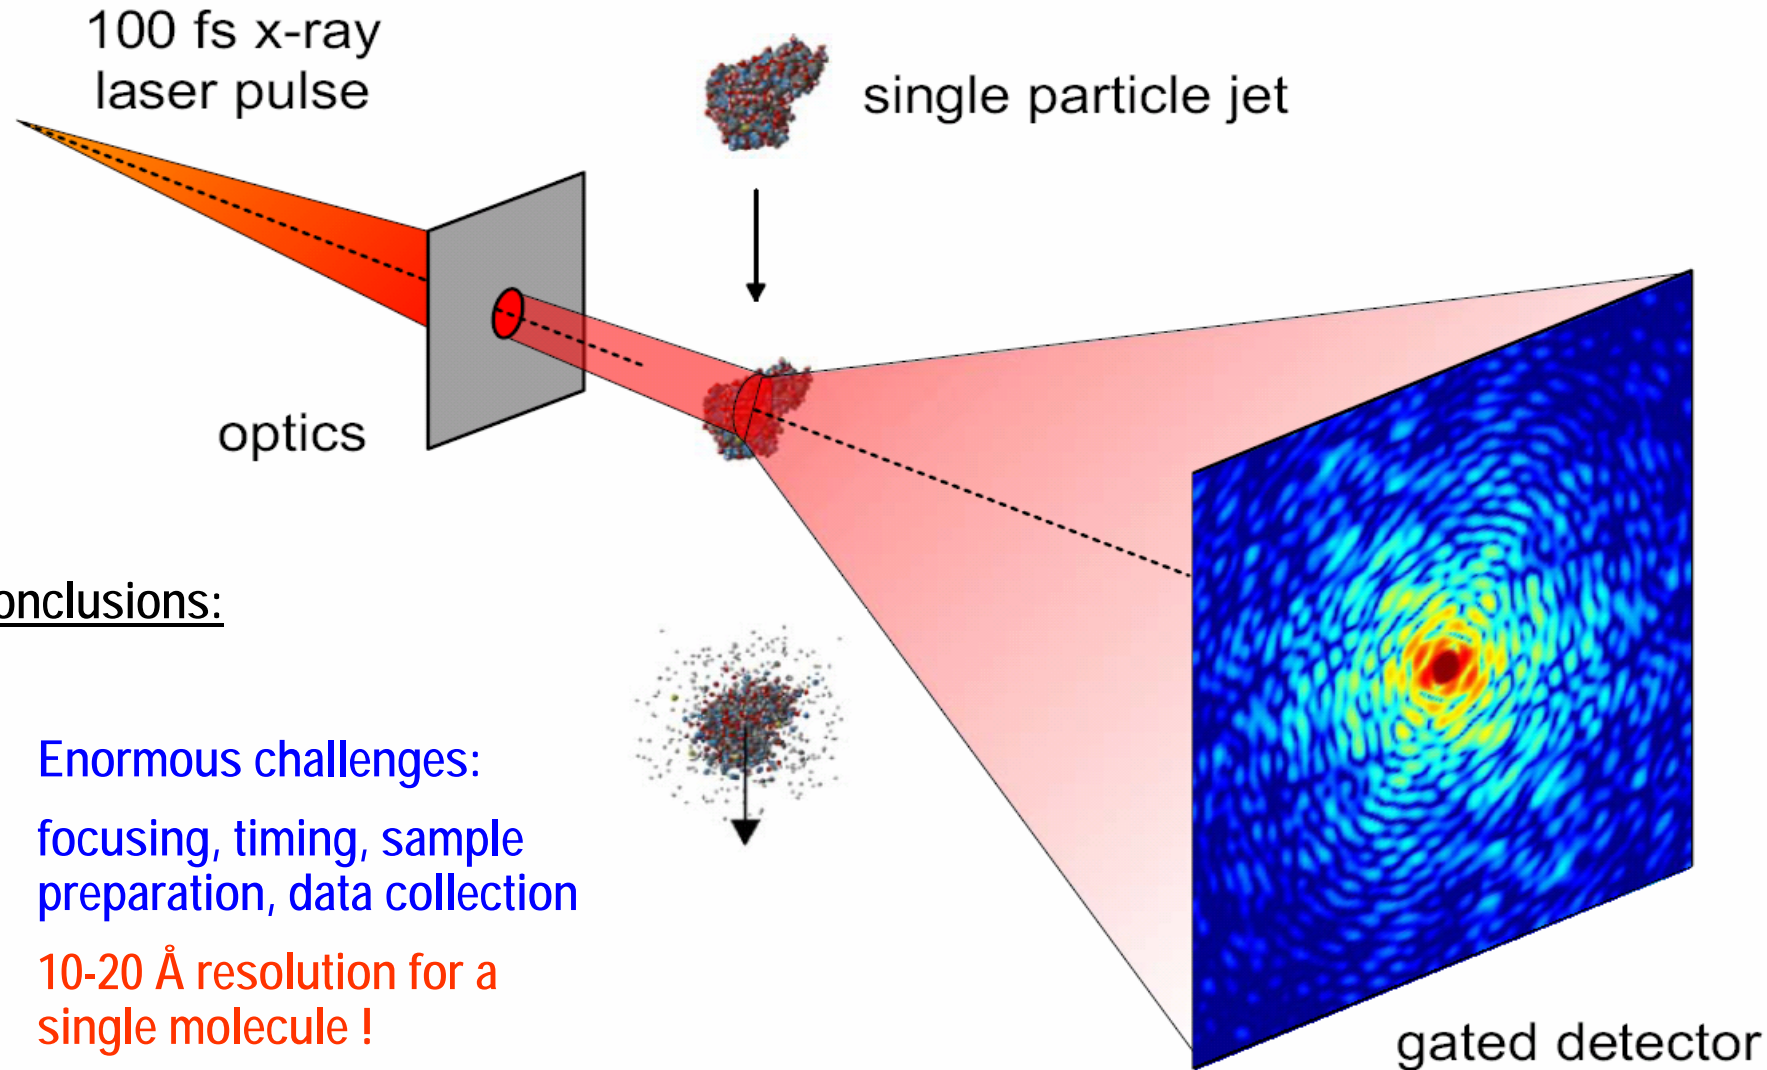 100 fs x-ray
laser pulse
single particle jet
optics
onclusions:
Enormous challenges:
focusing, timing, sample
preparation, data collection
10-20 Å resolution for a
single molecule !
gated detector